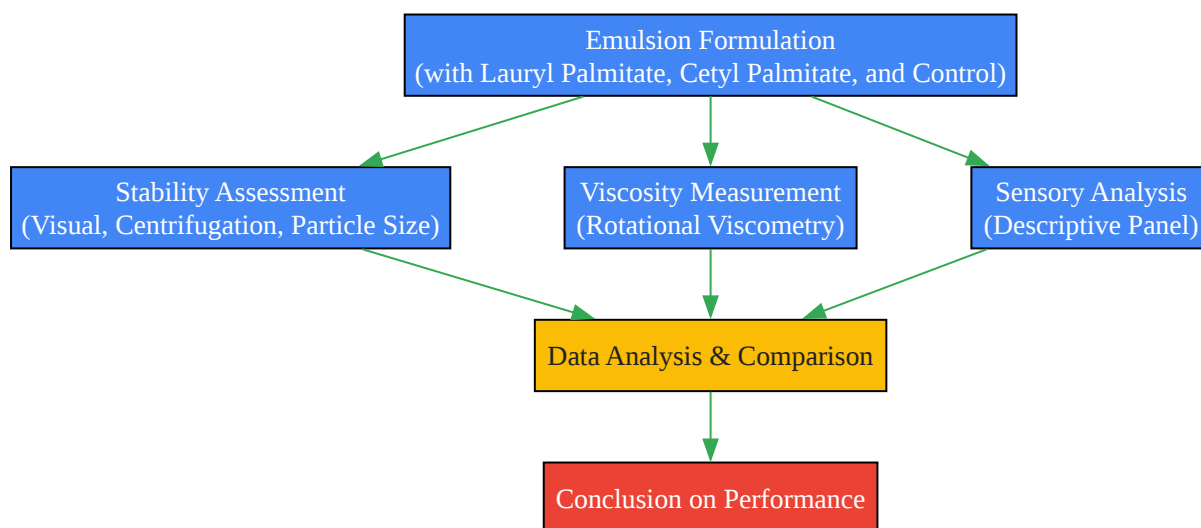 Emulsion Formulation
(with Lauryl Palmitate, Cetyl Palmitate, and Control)
Stability Assessment
(Visual, Centrifugation, Particle Size)
Viscosity Measurement
(Rotational Viscometry)
Sensory Analysis
(Descriptive Panel)
Data Analysis & Comparison
Conclusion on Performance